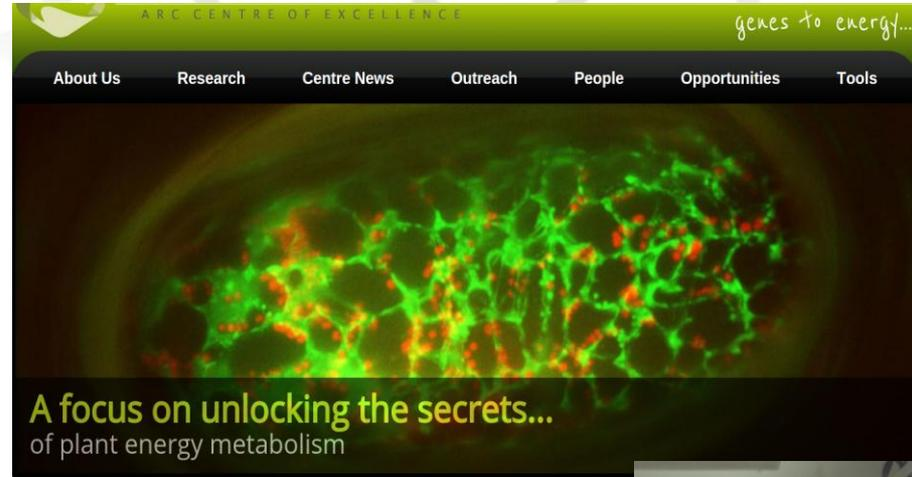 ARC CENTRE OF EXCELLENCE
genes to energy...
About Us Research Centre News Outreach People Opportunities Tools
A focus on unlocking the secrets...
of plant energy metabolism